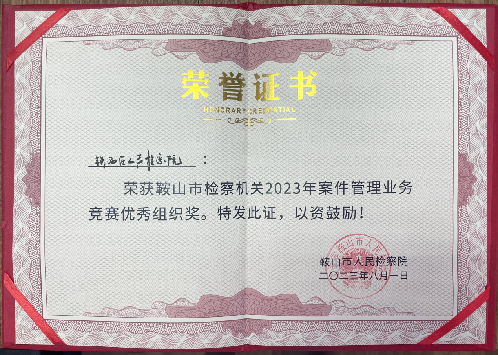 荣誉证书
HONORARY CREDENTIAL
铁西区人民检察院：
荣获鞍山市检察机关2023年案件管理业务
竞赛优秀组织奖。特发此证，以资鼓励！
鞍山市人民检察院
二〇二三年八月一日